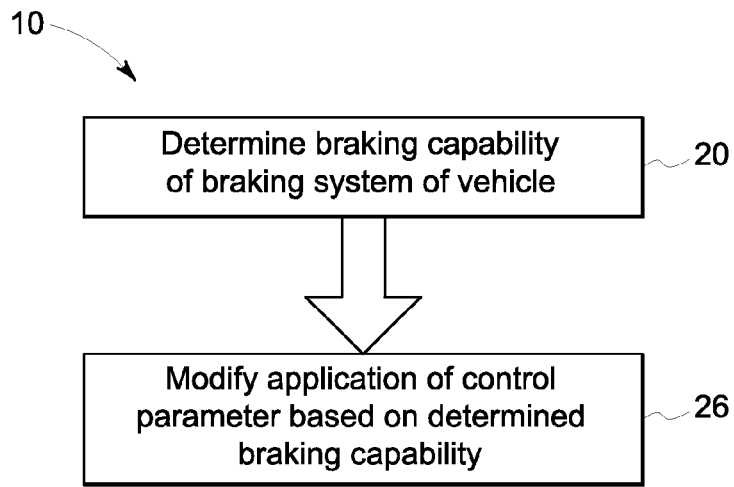 10
Determine braking capability
of braking system of vehicle
20
Modify application of control
parameter based on determined
braking capability
26